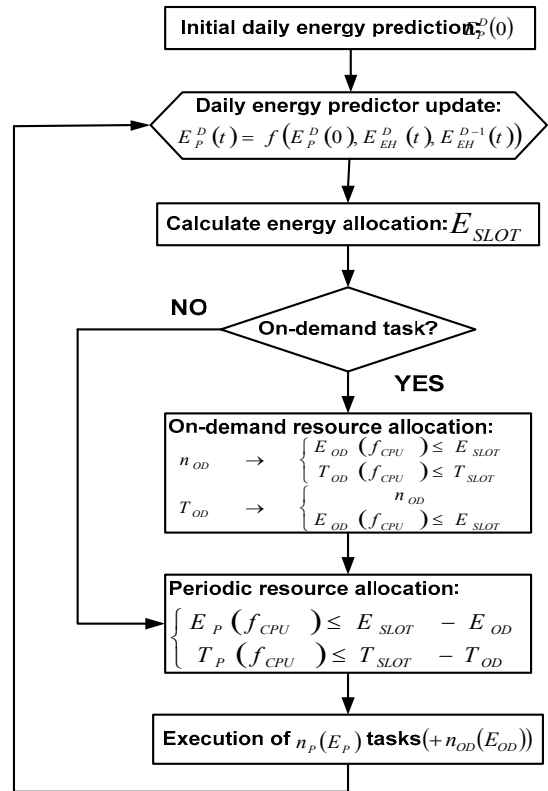 Initial daily energy prediction: E_P^D(0)
Daily energy predictor update:
E_P^D(t) = f(E_P^D(0), E_EH^D(t), E_EH^{D-1}(t))
Calculate energy allocation: E_SLOT
NO
On-demand task?
YES
On-demand resource allocation:
n_OD → { E_OD (f_CPU) ≤ E_SLOT
T_OD (f_CPU) ≤ T_SLOT
T_OD → { n_OD
E_OD (f_CPU) ≤ E_SLOT
Periodic resource allocation:
{ E_P (f_CPU) ≤ E_SLOT - E_OD
T_P (f_CPU) ≤ T_SLOT - T_OD
Execution of n_P(E_P) tasks(+ n_OD(E_OD))